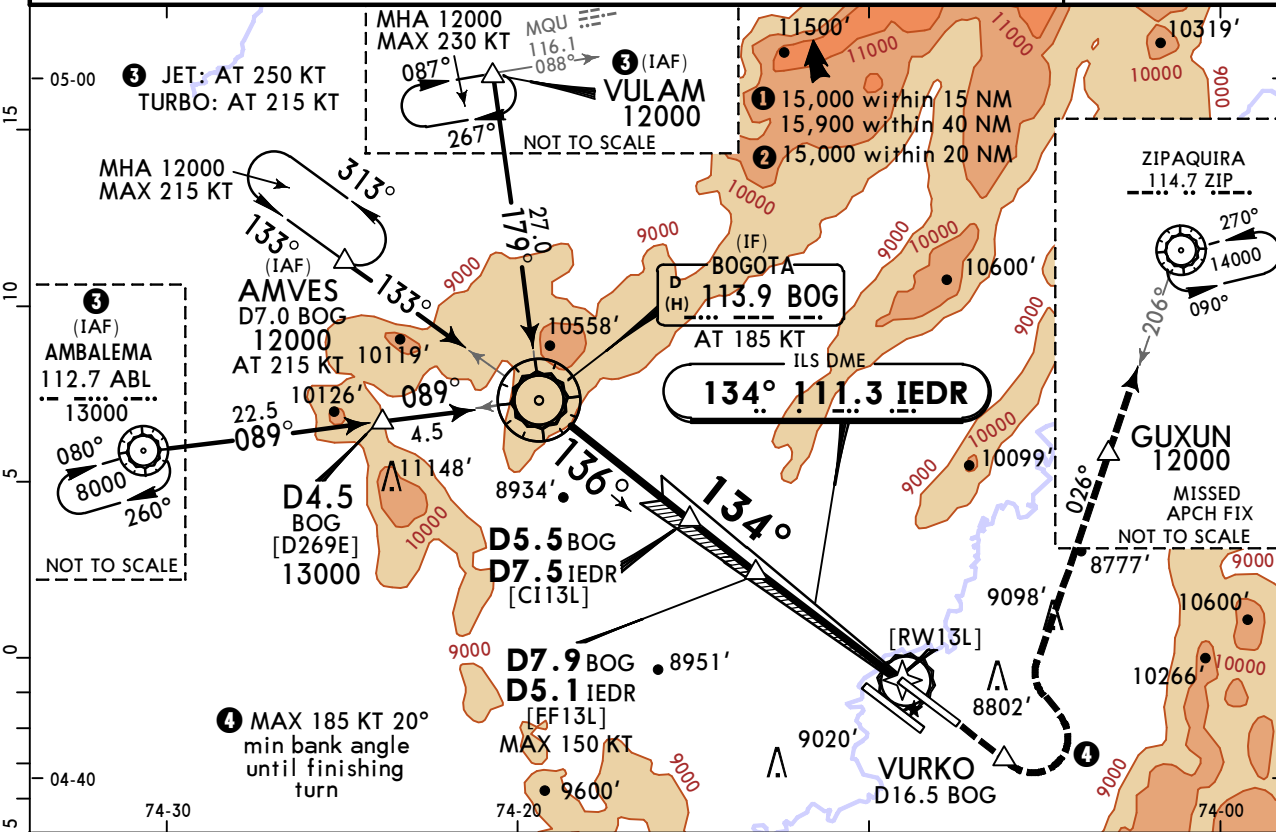 MHA 12000
MAX 230 KT
MQU
116.1
088°
087°
267°
3 (IAF)
VULAM
12000
NOT TO SCALE
05-00
3 JET: AT 250 KT
TURBO: AT 215 KT
15
11500'
11000
11000
10319'
10000
9000
1 15,000 within 15 NM
15,900 within 40 NM
2 15,000 within 20 NM
10000
MHA 12000
MAX 215 KT
313°
133°
133°
(IAF)
AMVES
D7.0 BOG
12000
AT 215 KT
27.0
179°
9000
9000
9000
10000
9000
ZIPAQUIRA
114.7 ZIP
270°
14000
090°
206°
10
(IF)
BOGOTA
D
(H)
113.9 BOG
AT 185 KT
10600'
3
(IAF)
AMBALEMA
112.7 ABL
13000
080°
8000
260°
NOT TO SCALE
10558'
10119'
10126'
22.5
089°
089°
4.5
ILS DME
134° 111.3 IEDR
10000
10099'
9000
GUXUN
12000
026°
MISSED
APCH FIX
NOT TO SCALE
5
11148'
10000
8934'
136°
134°
D4.5
BOG
[D269E]
13000
D5.5 BOG
D7.5 IEDR
[CI13L]
8777'
9000
9098'
10600'
0
9000
D7.9 BOG
D5.1 IEDR
[FF13L]
MAX 150 KT
8951'
[RW13L]
8802'
10266'
10000
4 MAX 185 KT 20°
min bank angle
until finishing
turn
9020'
VURKO
D16.5 BOG
4
9000
9000
04-40
9600'
5
74-30
74-20
74-00